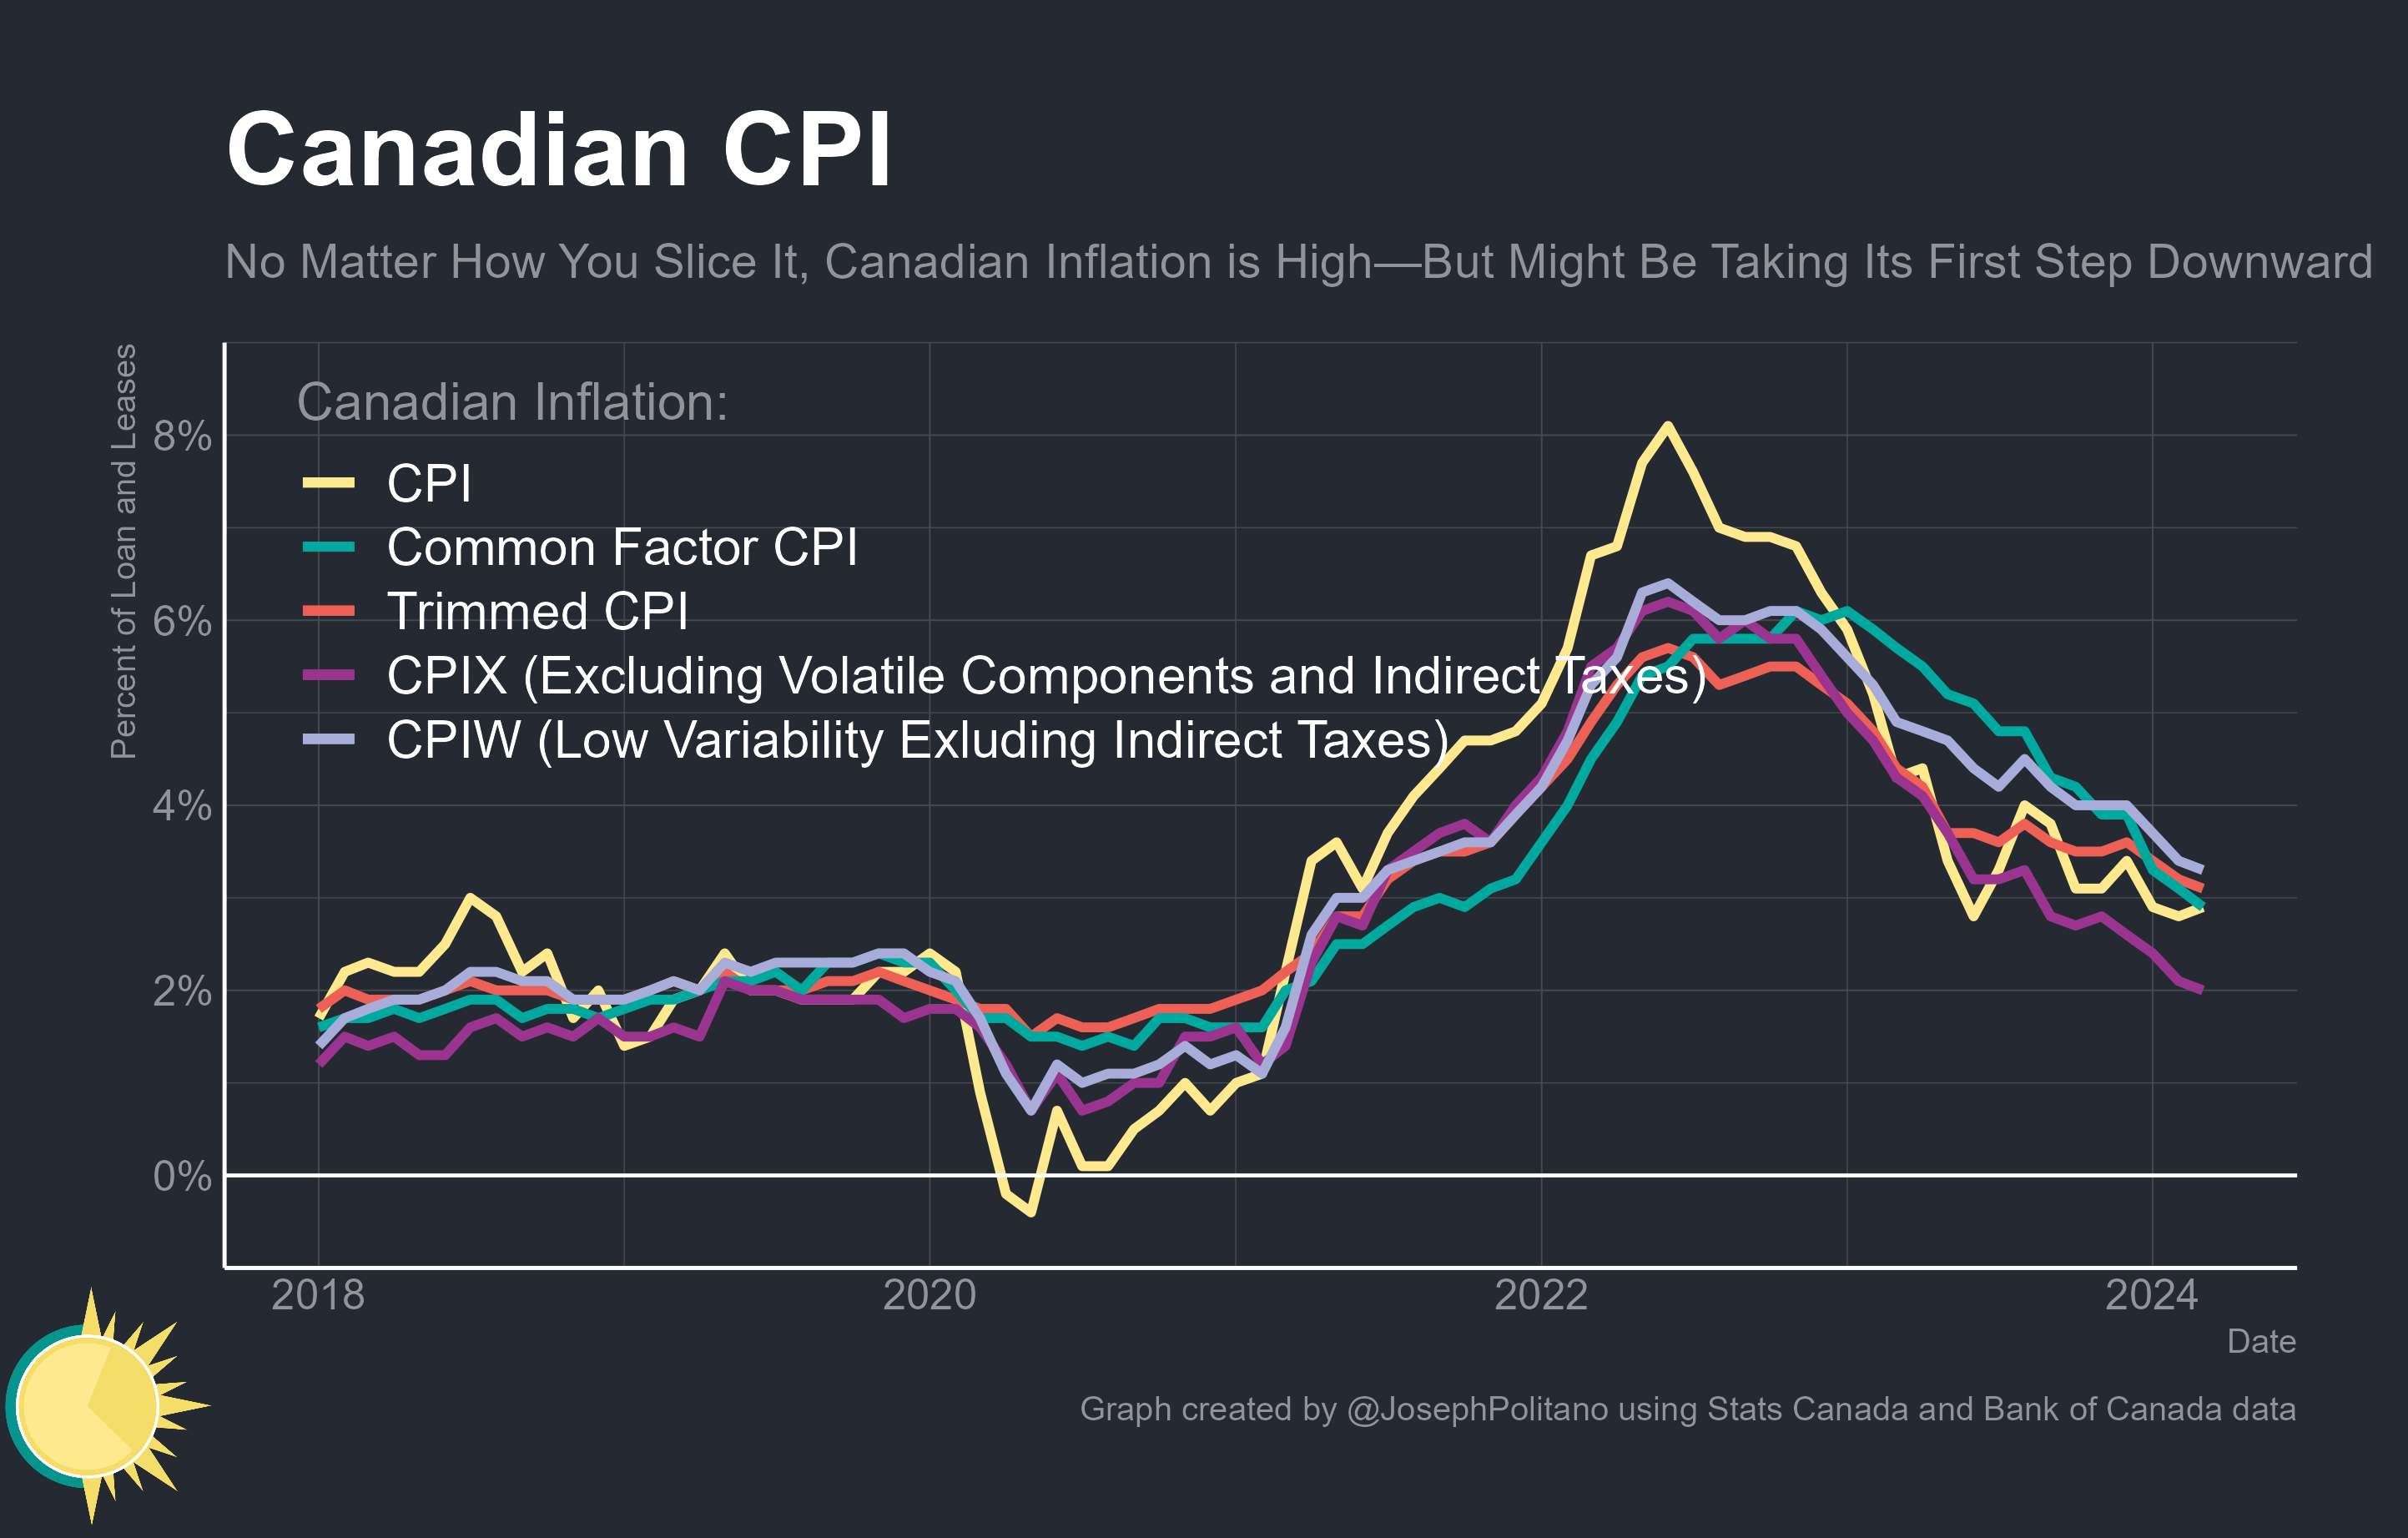 Canadian CPI
No Matter How You Slice It, Canadian Inflation is High—But Might Be Taking Its First Step Downward
Percent of Loan and Leases
Canadian Inflation:
CPI
Common Factor CPI
Trimmed CPI
CPIX (Excluding Volatile Components and Indirect Taxes)
CPIW (Low Variability Exluding Indirect Taxes)
8%
6%
4%
2%
0%
2018 2020 2022 2024
Date
Graph created by @JosephPolitano using Stats Canada and Bank of Canada data